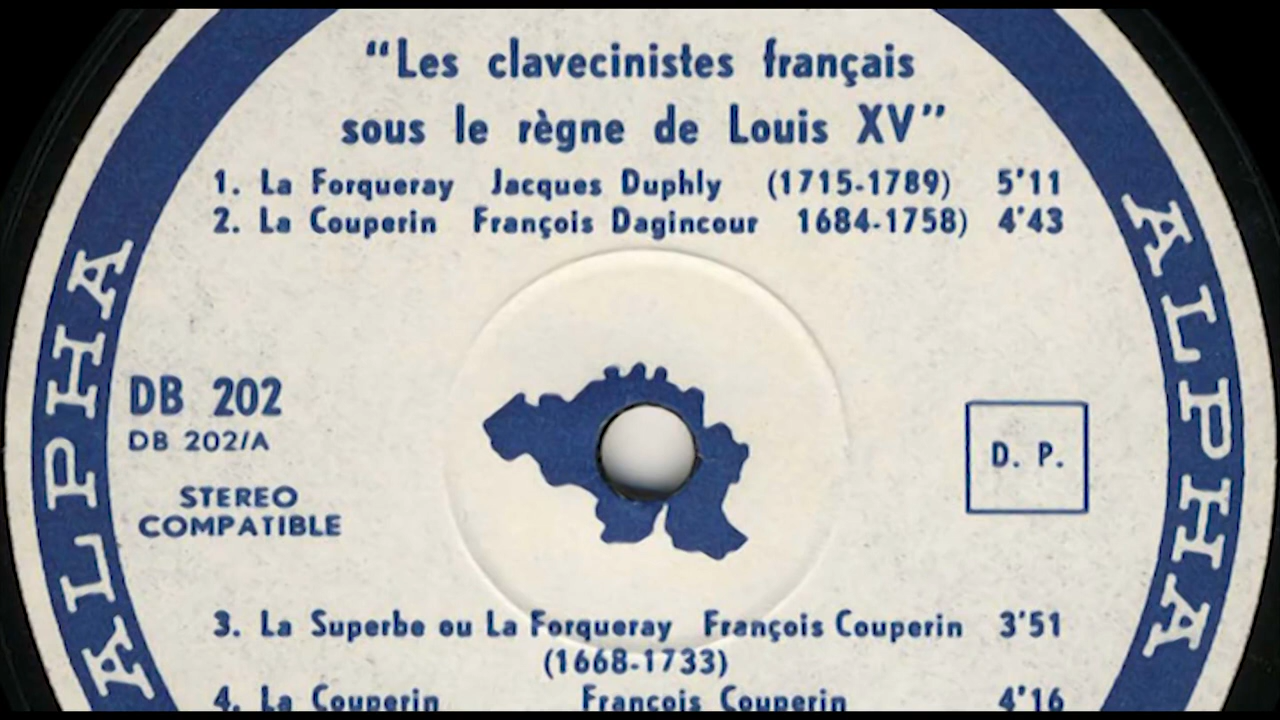 "Les clavecinistes français
sous le règne de Louis XV"
1. La Forqueray Jacques Duphly (1715-1789) 5'11
2. La Couperin François Dagincour 1684-1758) 4'43
ALPHA
ALPHA
DB 202
DB 202/A
STEREO
COMPATIBLE
D. P.
3. La Superbe ou La Forqueray François Couperin 3'51
(1668-1733)
4. La Couperin François Couperin 4'16